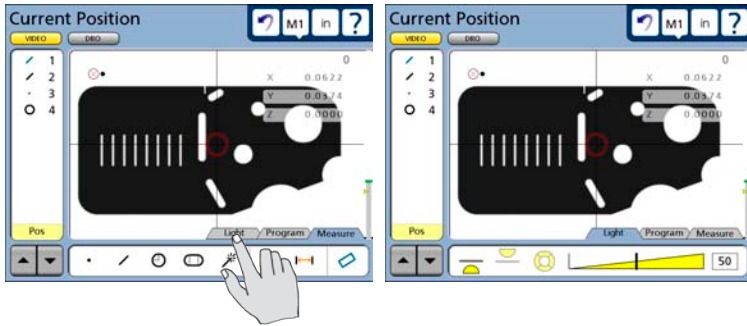 Current Position
M1 in ?
VIDEO DRO
1
2
3
4
0
X 0.0622
Y 0.0374
Z 0.0000
Pos
Light Program Measure
Current Position
M1 in ?
VIDEO DRO
1
2
3
4
0
X 0.0622
Y 0.0374
Z 0.0000
Pos
Light Program Measure
50